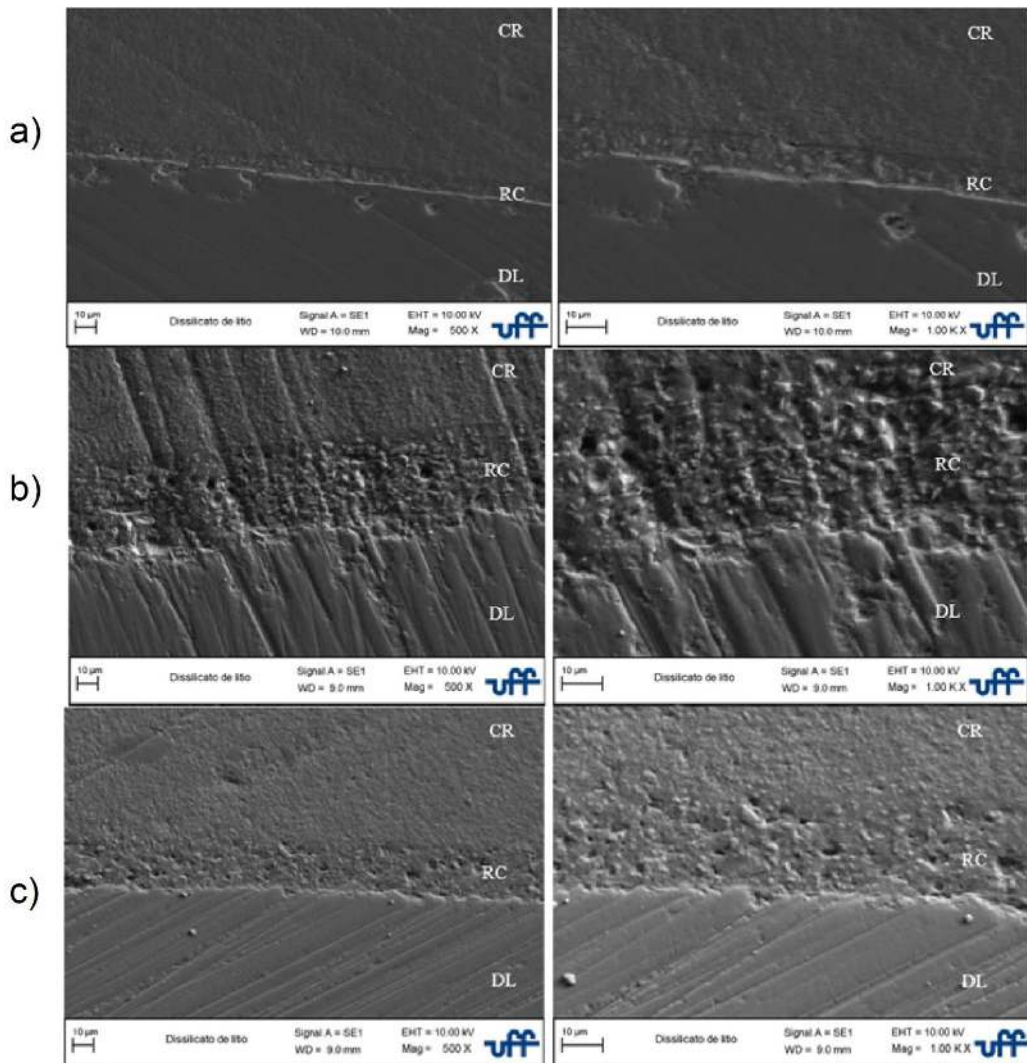 a)
CR
RC
DL
10 µm
Dissilicato de lítio
Signal A = SE1
WD = 10.0 mm
EHT = 10.00 kV
Mag = 500 X
uff
CR
RC
DL
10 µm
Dissilicato de lítio
Signal A = SE1
WD = 10.0 mm
EHT = 10.00 kV
Mag = 1.00 K X
uff
b)
CR
RC
DL
10 µm
Dissilicato de lítio
Signal A = SE1
WD = 9.0 mm
EHT = 10.00 kV
Mag = 500 X
uff
CR
RC
DL
10 µm
Dissilicato de lítio
Signal A = SE1
WD = 9.0 mm
EHT = 10.00 kV
Mag = 1.00 K X
uff
c)
CR
RC
DL
10 µm
Dissilicato de lítio
Signal A = SE1
WD = 9.0 mm
EHT = 10.00 kV
Mag = 500 X
uff
CR
RC
DL
10 µm
Dissilicato de lítio
Signal A = SE1
WD = 9.0 mm
EHT = 10.00 kV
Mag = 1.00 K X
uff